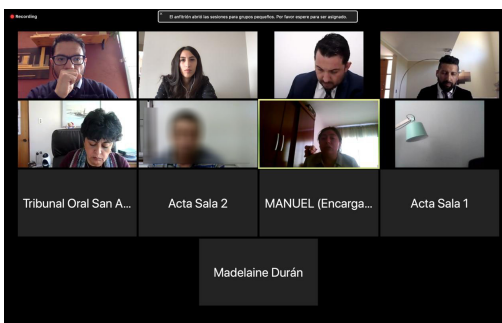 Recording
El anfitrión abrió las sesiones para grupos pequeños. Por favor espere para ser asignado.
Tribunal Oral San A...
Acta Sala 2
MANUEL (Encarga...
Acta Sala 1
Madelaine Durán